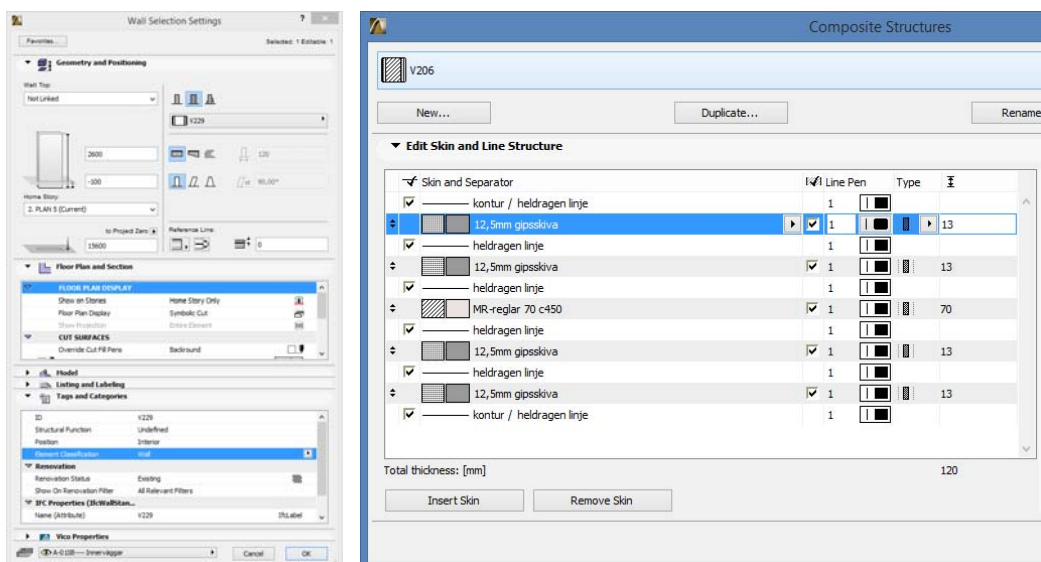 Wall Selection Settings
?
Favorites...
Selected: 1 Editable: 1
Geometry and Positioning
Wall Top:
Not Linked
V229
2600
120
-100
90,00°
Home Story:
2. PLAN 5 (Current)
to Project Zero
Reference Line:
15600
0
Floor Plan and Section
FLOOR PLAN DISPLAY
Show on Stories Home Story Only
Floor Plan Display Symbolic Cut
Show Projection Entire Element
CUT SURFACES
Override Cut Fill Pens Background
Model
Listing and Labeling
Tags and Categories
ID V229
Structural Function Undefined
Position Interior
Element Classification Wall
Renovation
Renovation Status Existing
Show On Renovation Filter All Relevant Filters
IFC Properties (IfcWallStan...
Name (Attribute) V229 IfcLabel
Vico Properties
Cancel OK
Composite Structures
V206
New... Duplicate... Rename
Edit Skin and Line Structure
Skin and Separator Line Pen Type
kontur / heldragen linje 1
12,5mm gipsskiva 1 13
heldragen linje 1
12,5mm gipsskiva 1 13
heldragen linje 1
MR-reglar 70 c450 1 70
heldragen linje 1
12,5mm gipsskiva 1 13
heldragen linje 1
12,5mm gipsskiva 1 13
kontur / heldragen linje 1
Total thickness: [mm] 120
Insert Skin Remove Skin